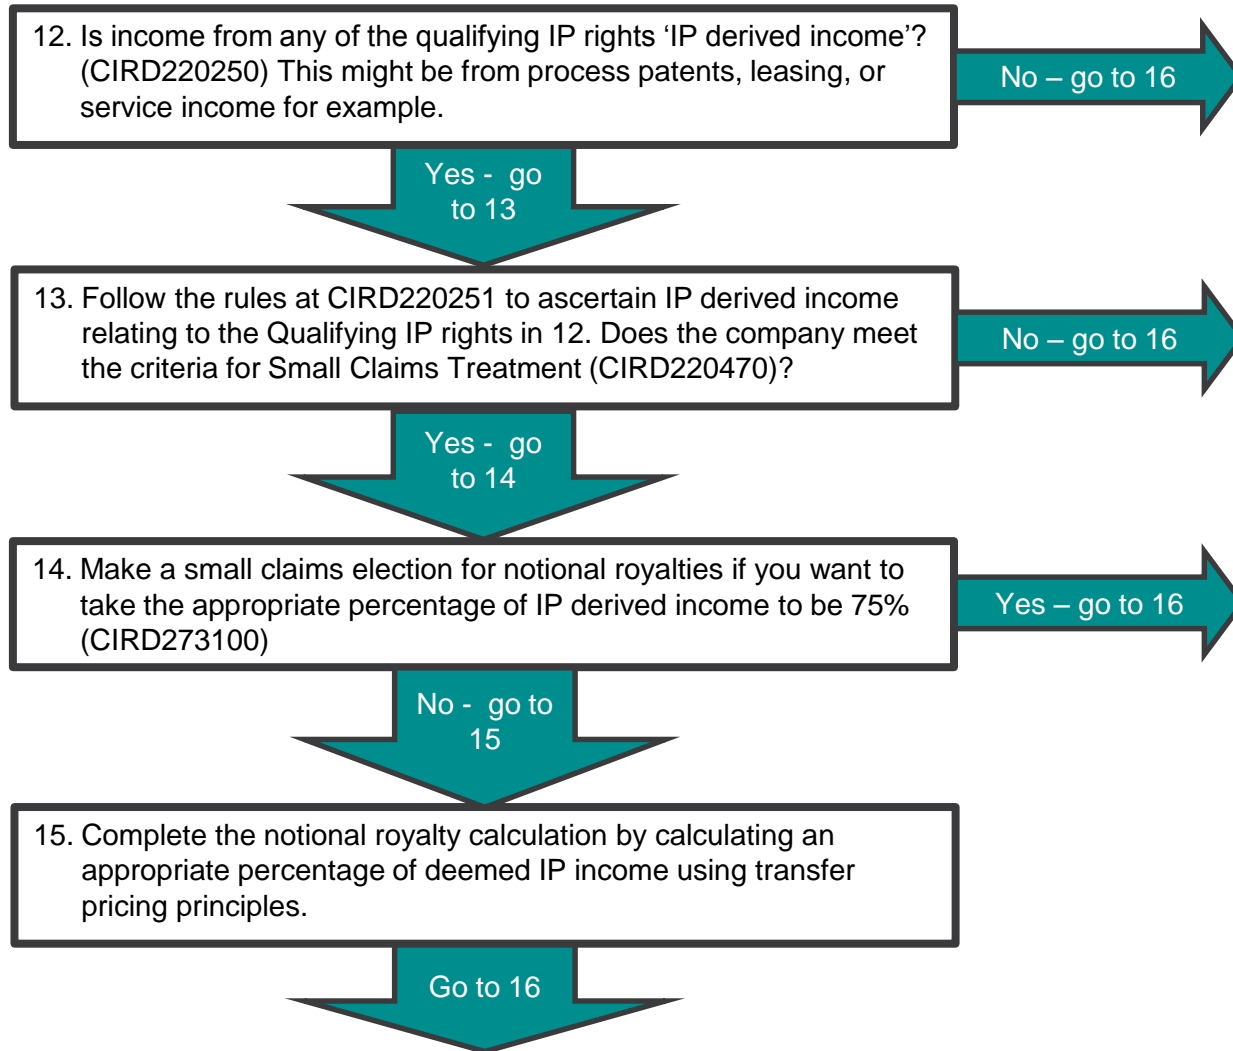 12. Is income from any of the qualifying IP rights ‘IP derived income’?
(CIRD220250) This might be from process patents, leasing, or
service income for example.
No – go to 16
Yes - go
to 13
13. Follow the rules at CIRD220251 to ascertain IP derived income
relating to the Qualifying IP rights in 12. Does the company meet
the criteria for Small Claims Treatment (CIRD220470)?
No – go to 16
Yes - go
to 14
14. Make a small claims election for notional royalties if you want to
take the appropriate percentage of IP derived income to be 75%
(CIRD273100)
Yes – go to 16
No - go to
15
15. Complete the notional royalty calculation by calculating an
appropriate percentage of deemed IP income using transfer
pricing principles.
Go to 16